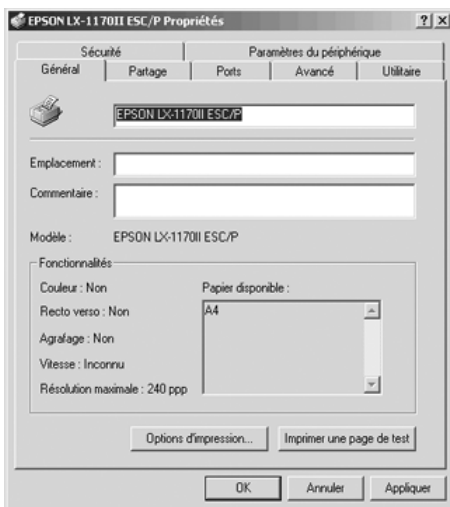 EPSON LX-1170II ESC/P Propriétés
Sécurité Paramètres du périphérique
Général Partage Ports Avancé Utilitaire
EPSON LX-1170II ESC/P
Emplacement :
Commentaire :
Modèle : EPSON LX-1170II ESC/P
Fonctionnalités
Couleur : Non Papier disponible :
Recto verso : Non A4
Agrafage : Non
Vitesse : Inconnu
Résolution maximale : 240 ppp
Options d'impression... Imprimer une page de test
OK Annuler Appliquer